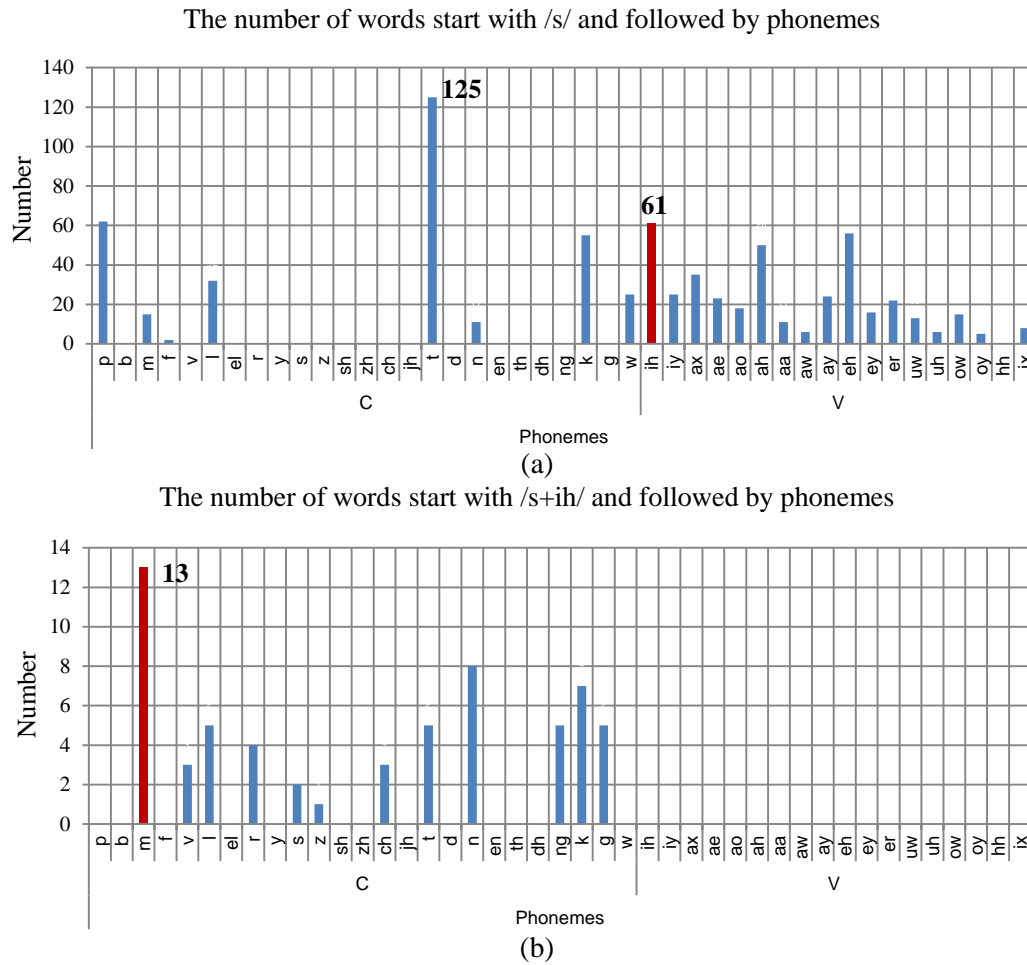 The number of words start with /s/ and followed by phonemes
140
120
100
80
60
40
20
0
Number
125
61
p b m f v l el r y s z sh zh ch jh t d n en th dh ng k g w ih iy ax ae ao ah aa aw ay eh ey er uw uh ow oy hh ix
C V
Phonemes
(a)
The number of words start with /s+ih/ and followed by phonemes
14
12
10
8
6
4
2
0
Number
13
p b m f v l el r y s z sh zh ch jh t d n en th dh ng k g w ih iy ax ae ao ah aa aw ay eh ey er uw uh ow oy hh ix
C V
Phonemes
(b)